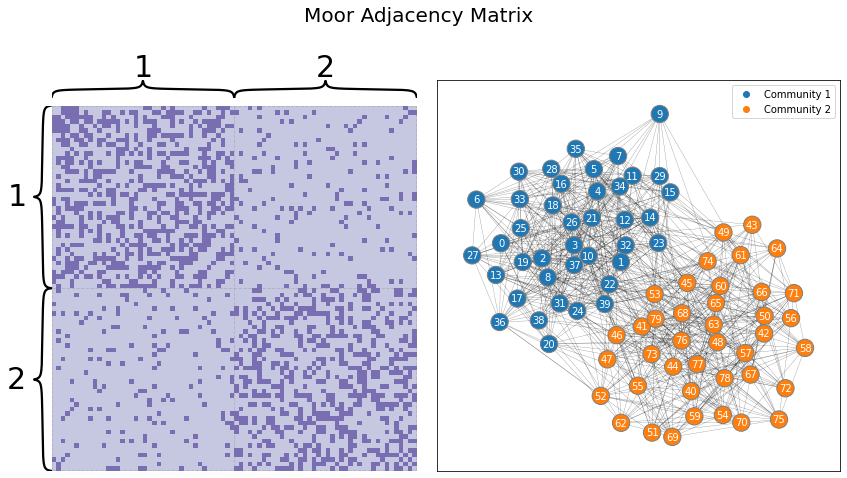 Moor Adjacency Matrix
1 2
1
2
Community 1
Community 2
9
35 7
30 28 5 11 29
16 4 34 15
6 33 18
26 21 12 14 43
25 49
0 3 32 23 64
27 2 10 61
19 37 1 74
13 8
22 45 60
53 66 71
17 31 39 65
24 68 50
36 38 79 56
41 63
46 42
20 76 48 58
47 73 57
44 77
78 67
55 72
52 40
59 54 75
62 70
51 69